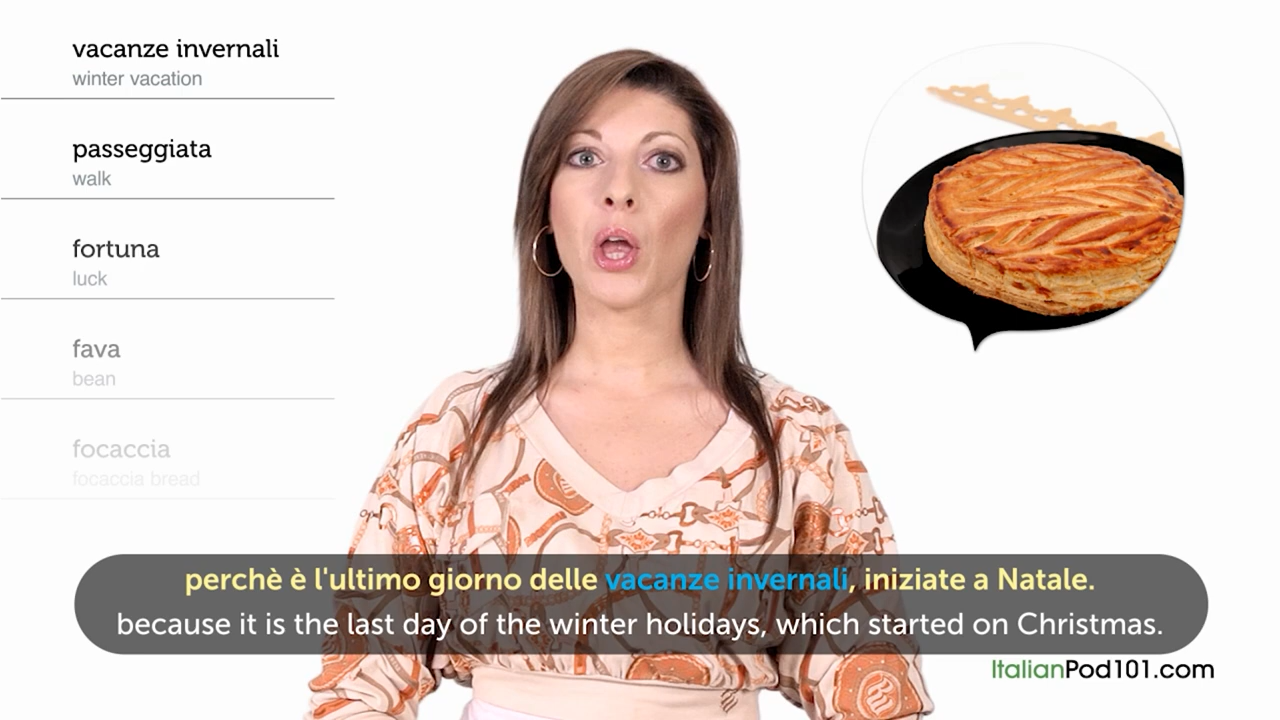 vacanze invernali
winter vacation
passeggiata
walk
fortuna
luck
fava
bean
focaccia
focaccia bread
perchè è l'ultimo giorno delle vacanze invernali, iniziate a Natale.
because it is the last day of the winter holidays, which started on Christmas.
ItalianPod101.com